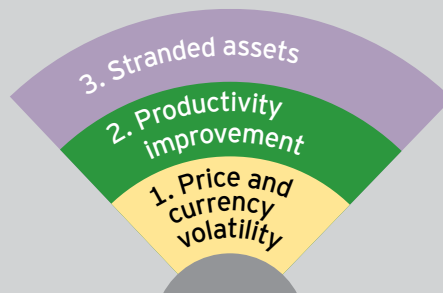 3. Stranded assets
2. Productivity
improvement
1. Price and
currency
volatility